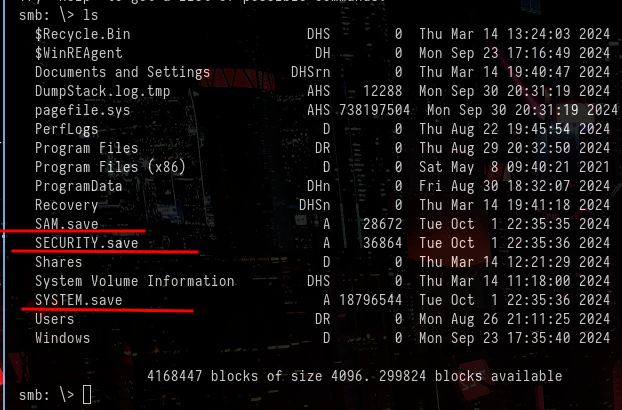 smb: \> ls
$Recycle.Bin DHS 0 Thu Mar 14 13:24:03 2024
$WinREAgent DH 0 Mon Sep 23 17:16:49 2024
Documents and Settings DHSrn 0 Thu Mar 14 19:40:47 2024
DumpStack.log.tmp AHS 12288 Mon Sep 30 20:31:19 2024
pagefile.sys AHS 738197504 Mon Sep 30 20:31:19 2024
PerfLogs D 0 Thu Aug 22 19:45:54 2024
Program Files DR 0 Thu Aug 29 20:32:50 2024
Program Files (x86) D 0 Sat May 8 09:40:21 2021
ProgramData DHn 0 Fri Aug 30 18:32:07 2024
Recovery DHSn 0 Thu Mar 14 19:41:18 2024
SAM.save A 28672 Tue Oct 1 22:35:35 2024
SECURITY.save A 36864 Tue Oct 1 22:35:36 2024
Shares D 0 Thu Mar 14 12:21:29 2024
System Volume Information DHS 0 Thu Mar 14 11:18:00 2024
SYSTEM.save A 18796544 Tue Oct 1 22:35:36 2024
Users DR 0 Mon Aug 26 21:11:25 2024
Windows D 0 Mon Sep 23 17:35:40 2024
4168447 blocks of size 4096. 299824 blocks available
smb: \>